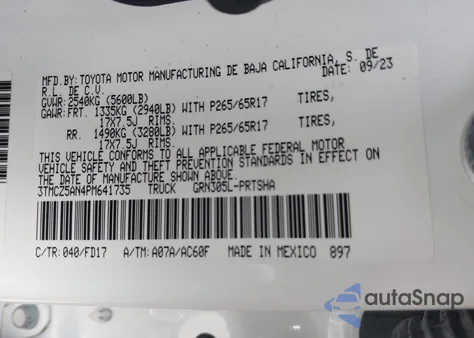 MFD.BY:TOYOTA MOTOR MANUFACTURING DE BAJA CALIFORNIA, S. DE
R.L. DE C.V. DATE: 09/23
GVWR: 2540KG (5600LB)
GAWR:FRT. 1335KG (2940LB) WITH P265/65R17 TIRES,
17X7.5J RIMS.
RR. 1490KG (3280LB) WITH P265/65R17 TIRES,
17X7.5J RIMS.
THIS VEHICLE CONFORMS TO ALL APPLICABLE FEDERAL MOTOR
VEHICLE SAFETY AND THEFT PREVENTION STANDARDS IN EFFECT ON
THE DATE OF MANUFACTURE SHOWN ABOVE.
3TMCZ5AN4PM641735 TRUCK GRN305L-PRTSHA
C/TR:040/FD17 A/TM:A07A/AC60F MADE IN MEXICO 897
autoSnap